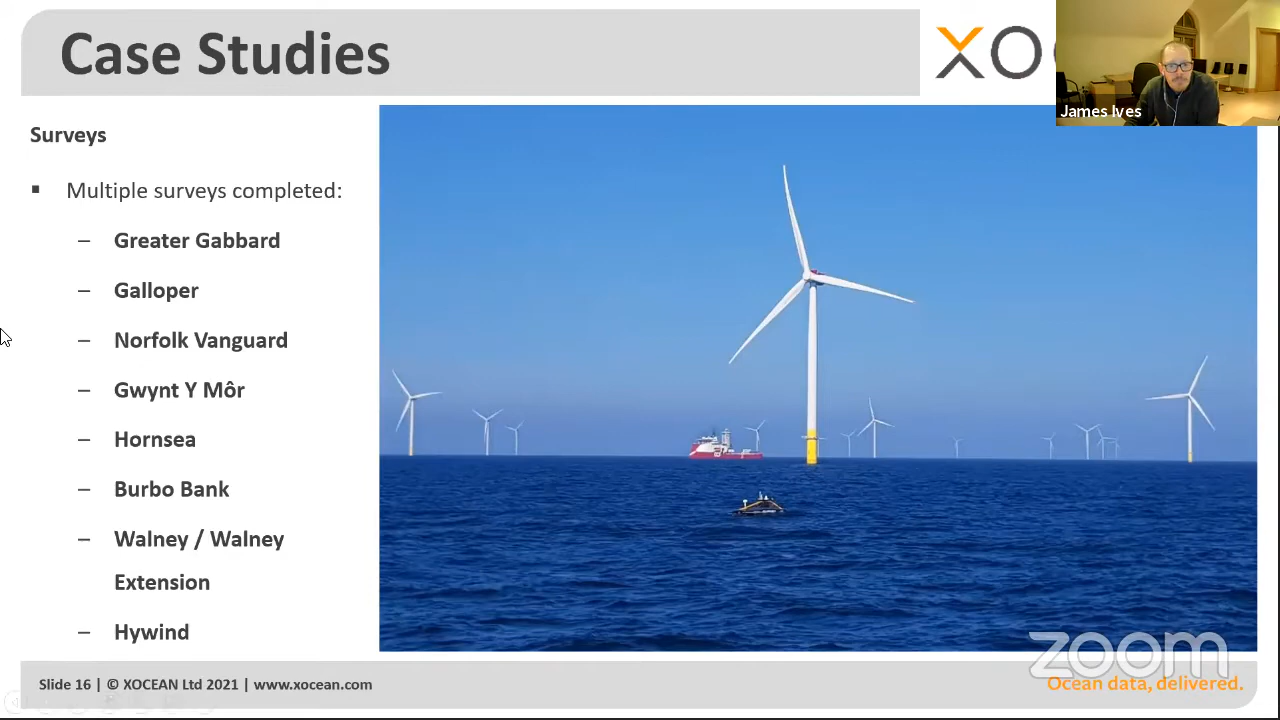 Case Studies
XO
James Ives
Surveys
▪ Multiple surveys completed:
– Greater Gabbard
– Galloper
– Norfolk Vanguard
– Gwynt Y Môr
– Hornsea
– Burbo Bank
– Walney / Walney
Extension
– Hywind
zoom
Slide 16 | © XOCEAN Ltd 2021 | www.xocean.com
Ocean data, delivered.